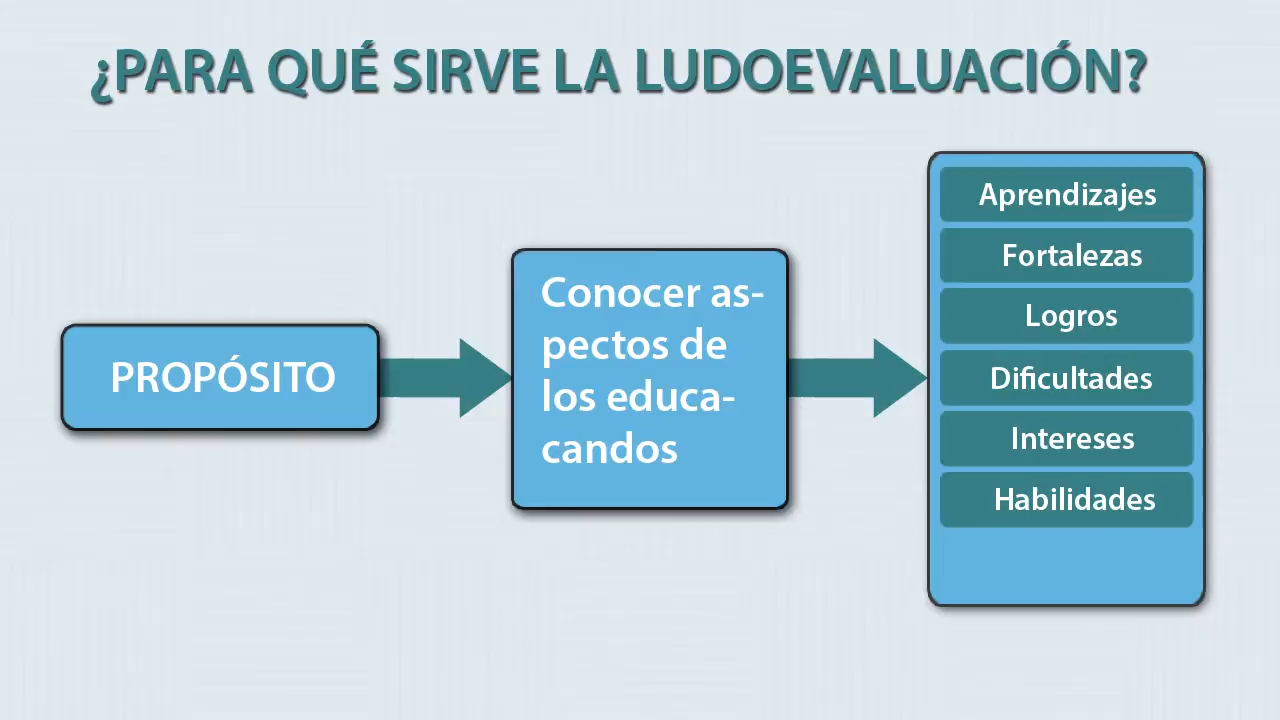 ¿PARA QUÉ SIRVE LA LUDOEVALUACIÓN?
PROPÓSITO
Conocer as-
pectos de
los educa-
candos
Aprendizajes
Fortalezas
Logros
Dificultades
Intereses
Habilidades